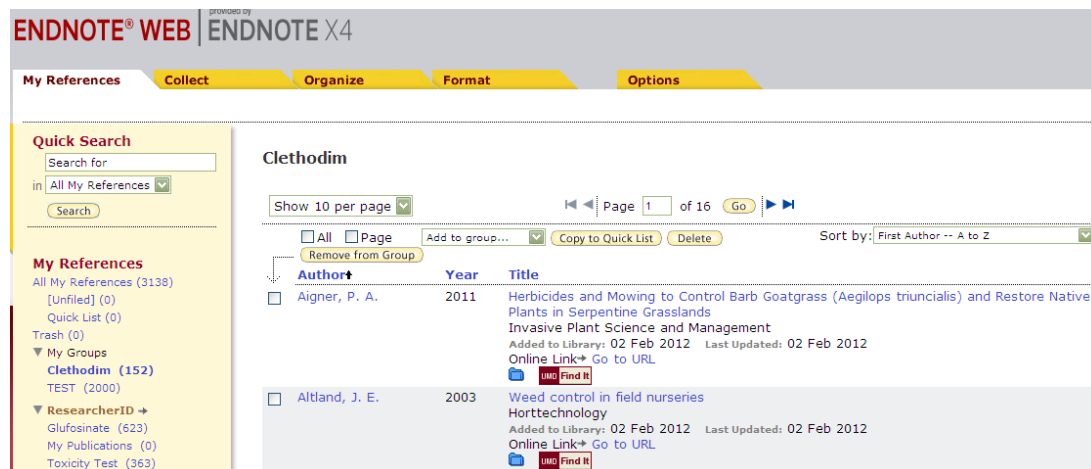 provided by
ENDNOTE® WEB ENDNOTE X4
My References Collect Organize Format Options
Quick Search
Search for
in All My References
Search
My References
All My References (3138)
[Unfiled] (0)
Quick List (0)
Trash (0)
▼ My Groups
Clethodim (152)
TEST (2000)
▼ ResearcherID →
Glufosinate (623)
My Publications (0)
Toxicity Test (363)
Clethodim
Show 10 per page Page 1 of 16 Go
All Page Add to group... Copy to Quick List Delete Sort by: First Author -- A to Z
Remove from Group
Author↑ Year Title
Aigner, P. A. 2011 Herbicides and Mowing to Control Barb Goatgrass (Aegilops triuncialis) and Restore Native
Plants in Serpentine Grasslands
Invasive Plant Science and Management
Added to Library: 02 Feb 2012 Last Updated: 02 Feb 2012
Online Link→ Go to URL
UMD Find It
Altland, J. E. 2003 Weed control in field nurseries
Horttechnology
Added to Library: 02 Feb 2012 Last Updated: 02 Feb 2012
Online Link→ Go to URL
UMD Find It